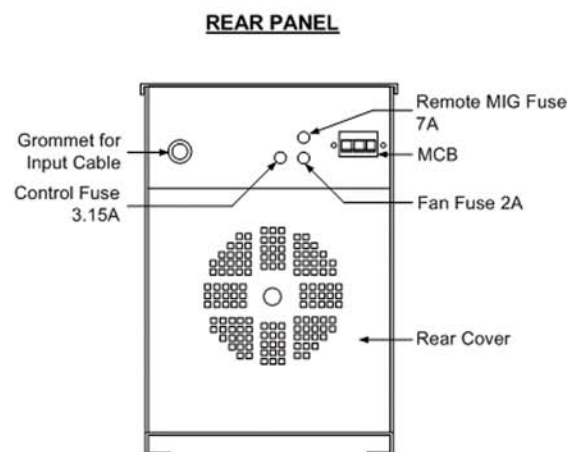 REAR PANEL
Remote MIG Fuse
7A
Grommet for
Input Cable
MCB
Control Fuse
3.15A
Fan Fuse 2A
Rear Cover